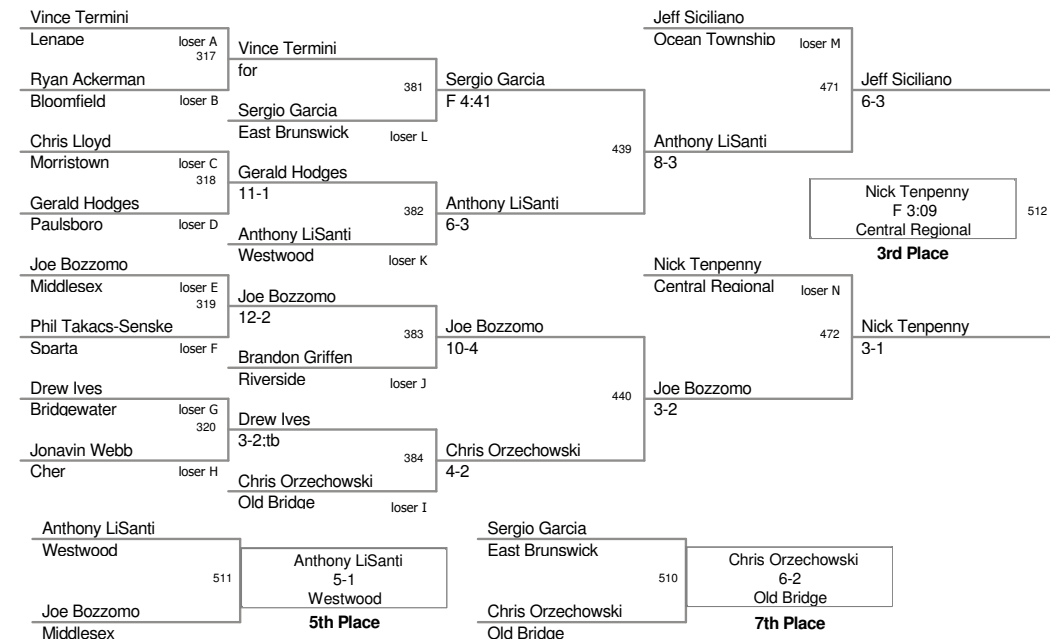 Vince Termini
Lenape
loser A
317
Ryan Ackerman
Bloomfield
loser B
Chris Lloyd
Morristown
loser C
318
Gerald Hodges
Paulsboro
loser D
Joe Bozzomo
Middlesex
loser E
319
Phil Takacs-Senske
Sparta
loser F
Drew Ives
Bridgewater
loser G
320
Jonavin Webb
Cher
loser H
Vince Termini
for
381
Sergio Garcia
East Brunswick
loser L
Gerald Hodges
11-1
382
Anthony LiSanti
Westwood
loser K
Joe Bozzomo
12-2
383
Brandon Griffen
Riverside
loser J
Drew Ives
3-2;tb
384
Chris Orzechowski
Old Bridge
loser I
Sergio Garcia
F 4:41
439
Anthony LiSanti
6-3
Joe Bozzomo
10-4
440
Chris Orzechowski
4-2
Jeff Siciliano
Ocean Township
loser M
471
Anthony LiSanti
8-3
Nick Tenpenny
Central Regional
loser N
472
Joe Bozzomo
3-2
Jeff Siciliano
6-3
Nick Tenpenny
F 3:09
Central Regional
512
3rd Place
Nick Tenpenny
3-1
Anthony LiSanti
Westwood
511
Joe Bozzomo
Middlesex
Anthony LiSanti
5-1
Westwood
5th Place
Sergio Garcia
East Brunswick
510
Chris Orzechowski
Old Bridge
Chris Orzechowski
6-2
Old Bridge
7th Place